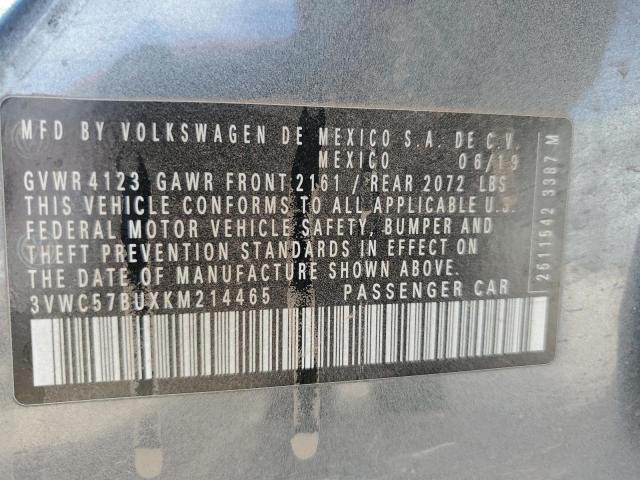 MFD BY VOLKSWAGEN DE MEXICO S.A. DE C.V.
MEXICO 06/19
GVWR 4123 GAWR FRONT 2161 / REAR 2072 LBS
THIS VEHICLE CONFORMS TO ALL APPLICABLE U.S.
FEDERAL MOTOR VEHICLE SAFETY, BUMPER AND
THEFT PREVENTION STANDARDS IN EFFECT ON
THE DATE OF MANUFACTURE SHOWN ABOVE.
3VWC57BUXKM214465 PASSENGER CAR
2611542 3387 M